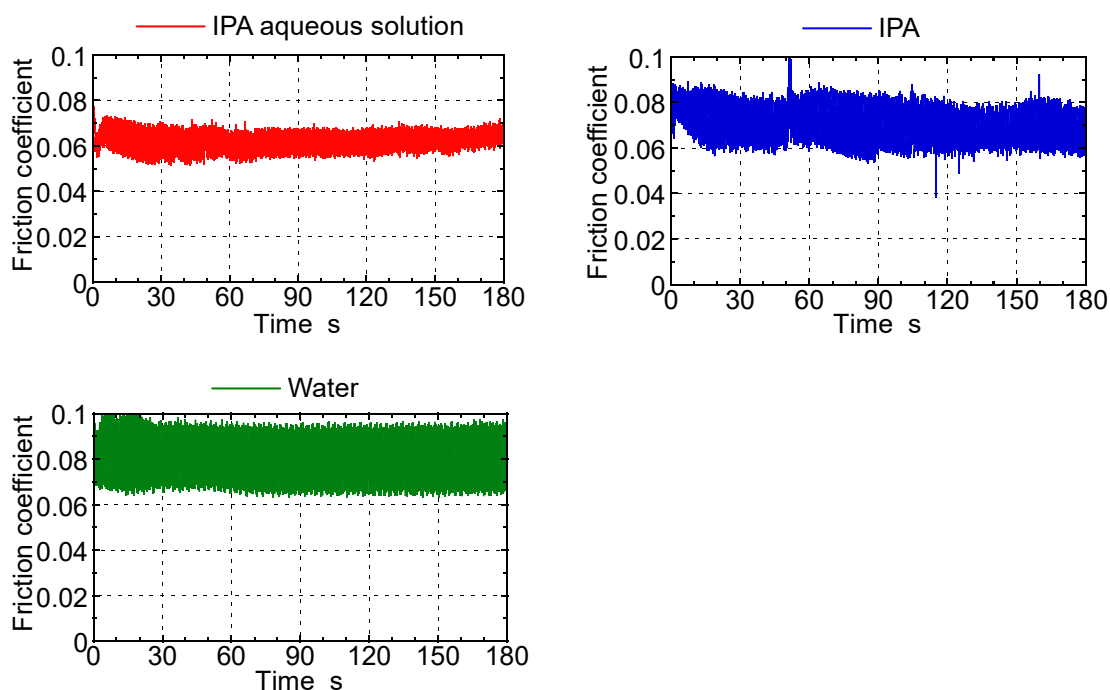 IPA aqueous solution
0.1
0.08
0.06
0.04
0.02
0
Friction coefficient
0 30 60 90 120 150 180
Time s
IPA
0.1
0.08
0.06
0.04
0.02
0
Friction coefficient
0 30 60 90 120 150 180
Time s
Water
0.1
0.08
0.06
0.04
0.02
0
Friction coefficient
0 30 60 90 120 150 180
Time s